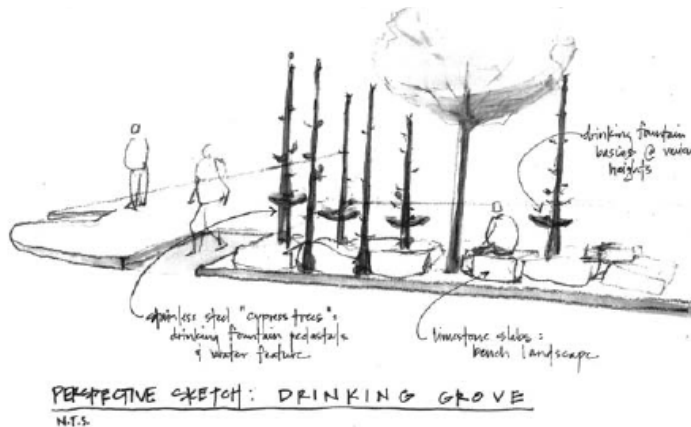 drinking fountain
basins @ various
heights
stainless steel "cypress trees":
drinking fountain pedastals
& water feature
limestone slabs:
bench landscape
PERSPECTIVE SKETCH: DRINKING GROVE
N.T.S.